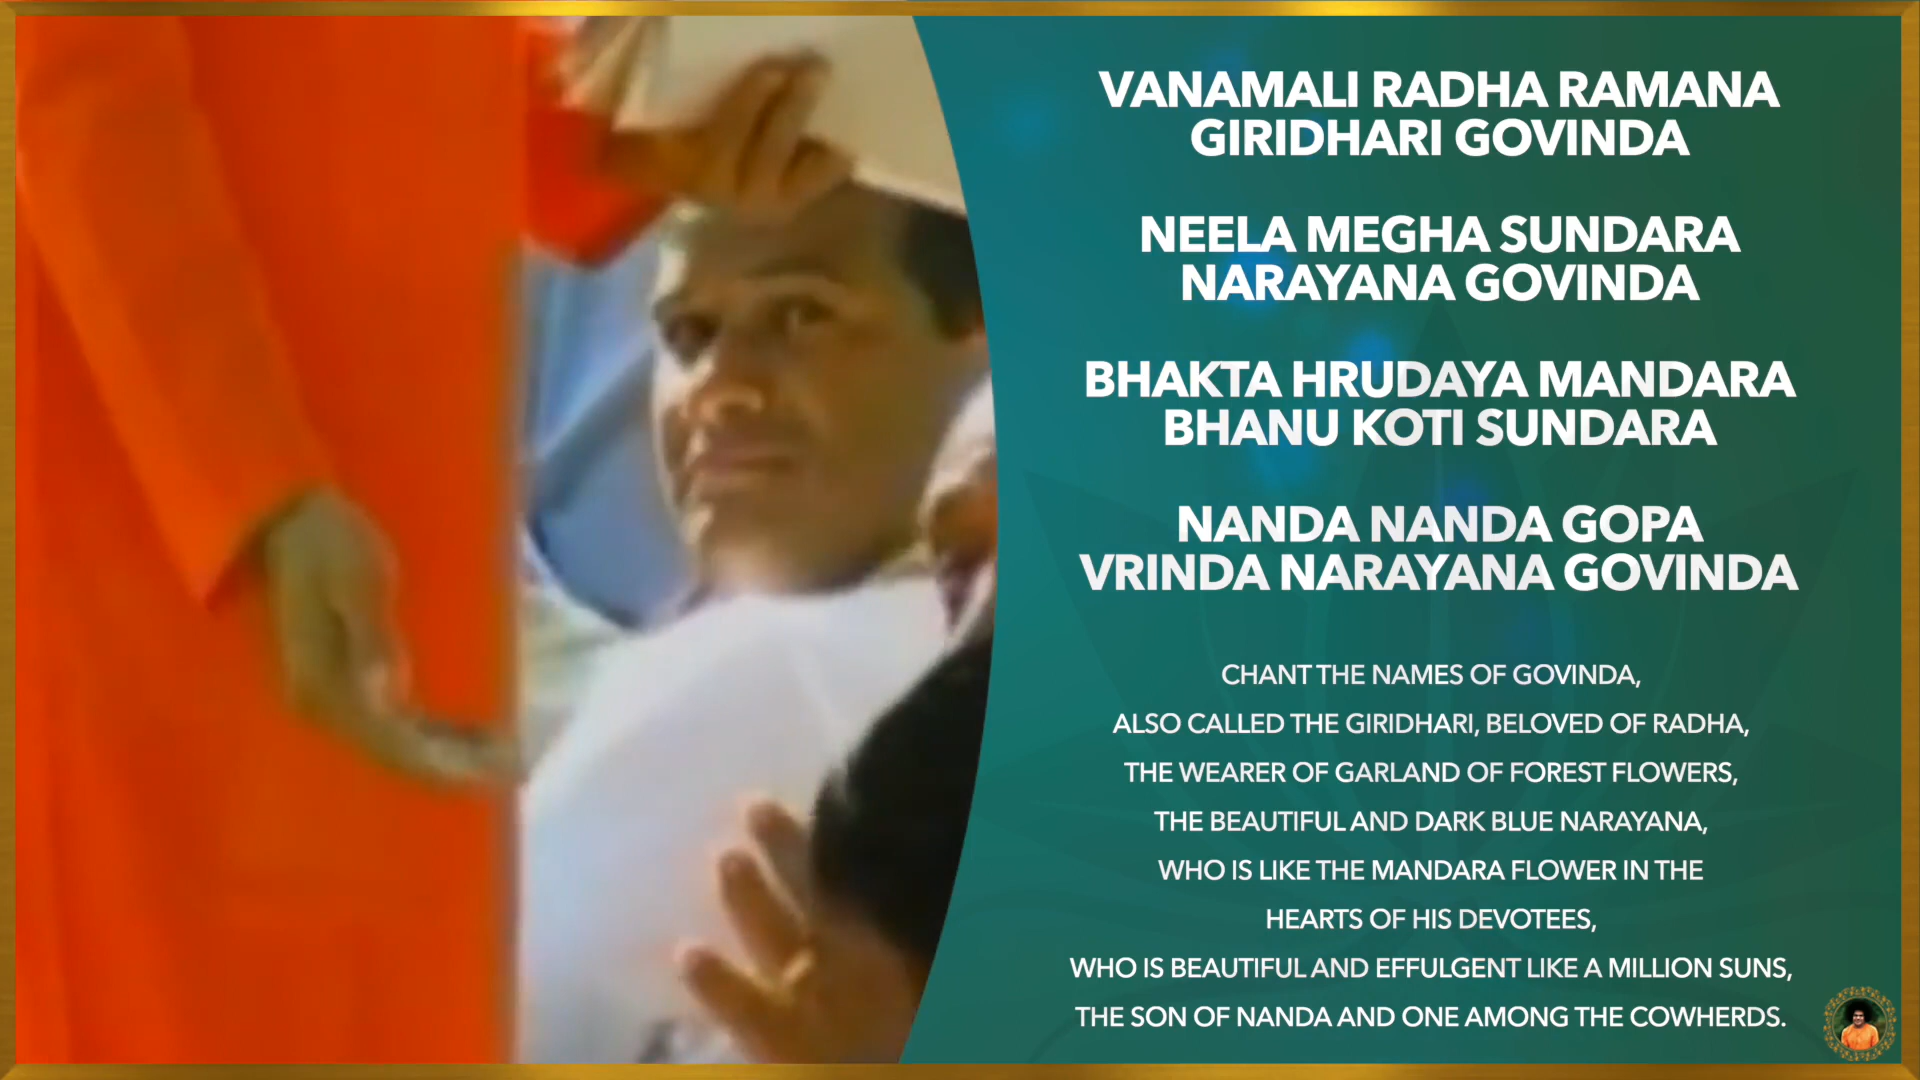 VANAMALI RADHA RAMANA
GIRIDHARI GOVINDA
NEELA MEGHA SUNDARA
NARAYANA GOVINDA
BHAKTA HRUDAYA MANDARA
BHANU KOTI SUNDARA
NANDA NANDA GOPA
VRINDA NARAYANA GOVINDA
CHANT THE NAMES OF GOVINDA,
ALSO CALLED THE GIRIDHARI, BELOVED OF RADHA,
THE WEARER OF GARLAND OF FOREST FLOWERS,
THE BEAUTIFUL AND DARK BLUE NARAYANA,
WHO IS LIKE THE MANDARA FLOWER IN THE
HEARTS OF HIS DEVOTEES,
WHO IS BEAUTIFUL AND EFFULGENT LIKE A MILLION SUNS,
THE SON OF NANDA AND ONE AMONG THE COWHERDS.